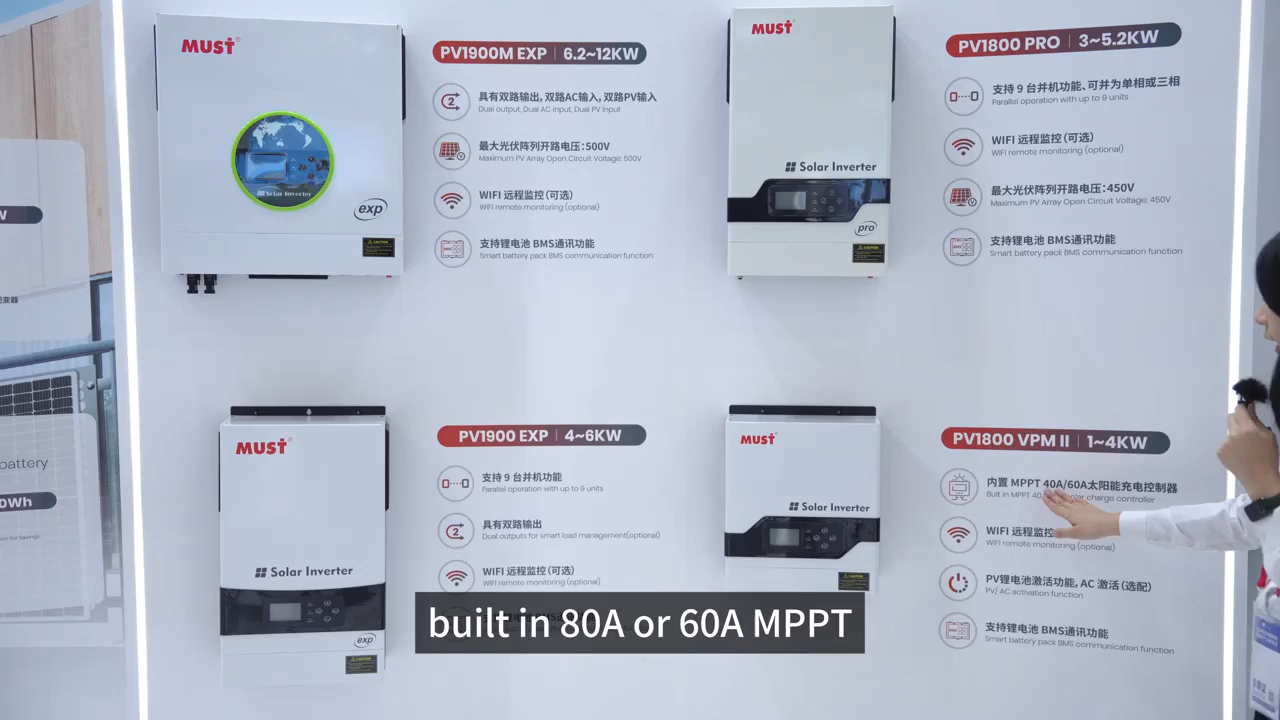 MUST
exp
Solar Inverter
PV1900M EXP | 6.2~12KW
具有双路输出，双路AC输入，双路PV输入
Dual output, Dual AC input, Dual PV input
最大光伏阵列开路电压：500V
Maximum PV Array Open Circuit Voltage: 500V
WIFI 远程监控（可选）
WIFI remote monitoring (optional)
支持锂电池 BMS通讯功能
Smart battery pack BMS communication function
MUST
Solar Inverter
pro
PV1800 PRO | 3~5.2KW
支持 9 台并机功能、可并为单相或三相
Parallel operation with up to 9 units
WIFI 远程监控（可选）
WIFI remote monitoring (optional)
最大光伏阵列开路电压：450V
Maximum PV Array Open Circuit Voltage: 450V
支持锂电池 BMS通讯功能
Smart battery pack BMS communication function
MUST
Solar Inverter
exp
PV1900 EXP | 4~6KW
支持 9 台并机功能
Parallel operation with up to 9 units
具有双路输出
Dual outputs for smart load management(optional)
WIFI 远程监控（可选）
WIFI remote monitoring (optional)
MUST
Solar Inverter
PV1800 VPM II | 1~4KW
内置 MPPT 40A/60A太阳能充电控制器
Buit in MPPT 40 solar charge controller
WIFI 远程监控
WIFI remote monitoring (optional)
PV锂电池激活功能, AC 激活（选配）
PV/ AC activation function
支持锂电池 BMS通讯功能
Smart battery pack BMS communication function
W
变器
battery
0Wh
built in 80A or 60A MPPT